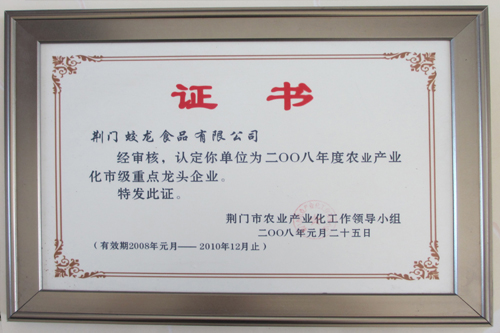 证书
荆门蛟龙食品有限公司
经审核，认定你单位为二〇〇八年度农业产业
化市级重点龙头企业。
特发此证。
荆门市农业产业化工作领导小组
二〇〇八年元月二十五日
（有效期2008年元月——2010年12月止）